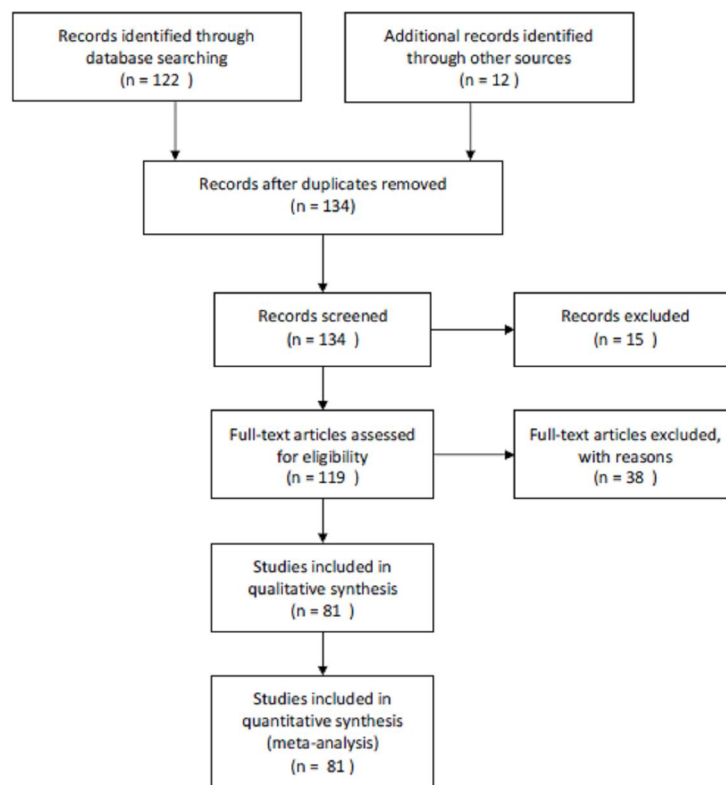 Records identified through
database searching
(n = 122 )
Additional records identified
through other sources
(n = 12 )
Records after duplicates removed
(n = 134)
Records screened
(n = 134 )
Records excluded
(n = 15 )
Full-text articles assessed
for eligibility
(n = 119 )
Full-text articles excluded,
with reasons
(n = 38 )
Studies included in
qualitative synthesis
(n = 81 )
Studies included in
quantitative synthesis
(meta-analysis)
(n = 81 )